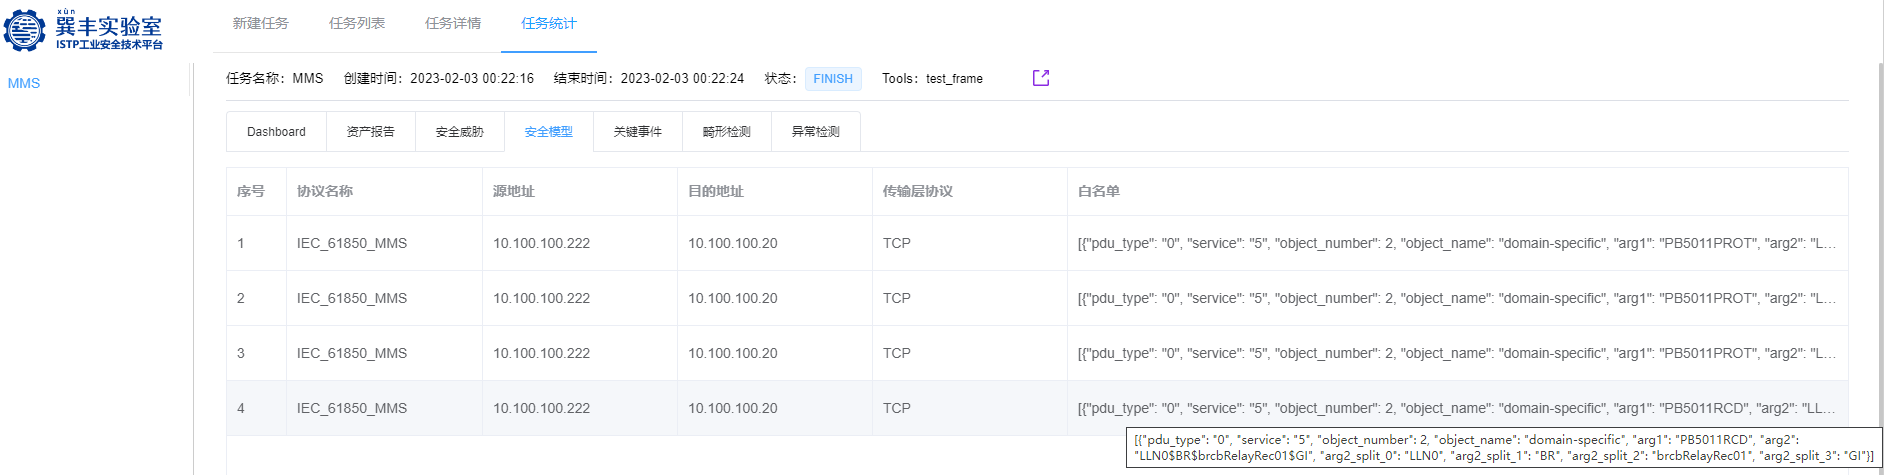 xùn
巽丰实验室
ISTP工业安全技术平台
新建任务 任务列表 任务详情 任务统计
MMS
任务名称：MMS 创建时间：2023-02-03 00:22:16 结束时间：2023-02-03 00:22:24 状态： FINISH Tools：test_frame
Dashboard 资产报告 安全威胁 安全模型 关键事件 畸形检测 异常检测
序号 协议名称 源地址 目的地址 传输层协议 白名单
1 IEC_61850_MMS 10.100.100.222 10.100.100.20 TCP [{"pdu_type": "0", "service": "5", "object_number": 2, "object_name": "domain-specific", "arg1": "PB5011PROT", "arg2": "L...
2 IEC_61850_MMS 10.100.100.222 10.100.100.20 TCP [{"pdu_type": "0", "service": "5", "object_number": 2, "object_name": "domain-specific", "arg1": "PB5011PROT", "arg2": "L...
3 IEC_61850_MMS 10.100.100.222 10.100.100.20 TCP [{"pdu_type": "0", "service": "5", "object_number": 2, "object_name": "domain-specific", "arg1": "PB5011PROT", "arg2": "L...
4 IEC_61850_MMS 10.100.100.222 10.100.100.20 TCP [{"pdu_type": "0", "service": "5", "object_number": 2, "object_name": "domain-specific", "arg1": "PB5011RCD", "arg2": "LL...
[{"pdu_type": "0", "service": "5", "object_number": 2, "object_name": "domain-specific", "arg1": "PB5011RCD", "arg2":
"LLN0$BR$brcbRelayRec01$GI", "arg2_split_0": "LLN0", "arg2_split_1": "BR", "arg2_split_2": "brcbRelayRec01", "arg2_split_3": "GI"}]